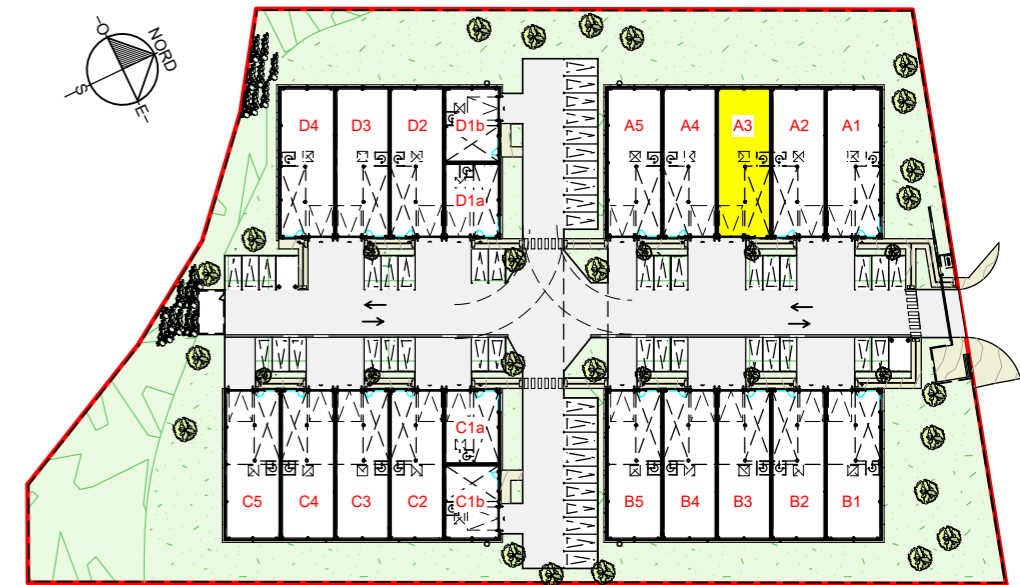 NORD
O
S
E
D4 D3 D2 D1b
A5 A4 A3 A2 A1
D1a
C1a
C5 C4 C3 C2 C1b
B5 B4 B3 B2 B1